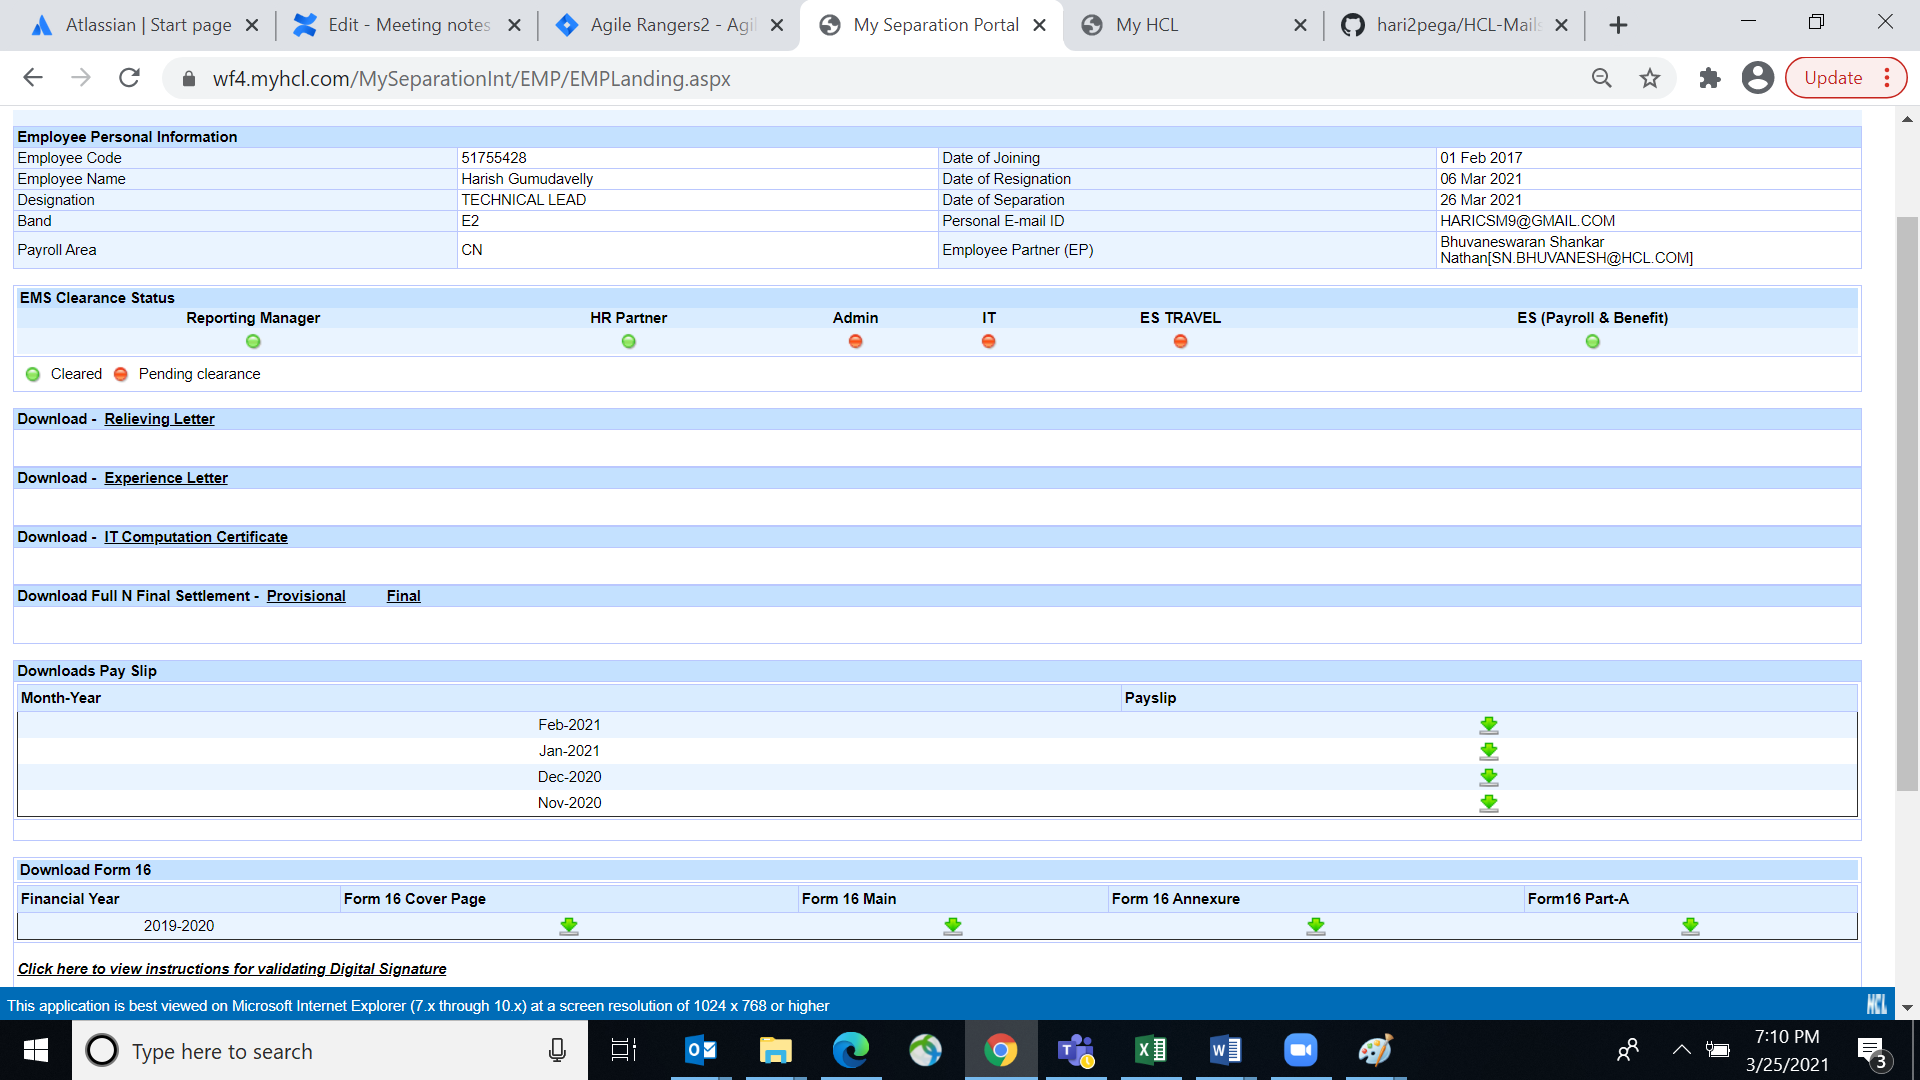 Atlassian | Start page
Edit - Meeting notes
Agile Rangers2 - Agil
My Separation Portal
My HCL
hari2pega/HCL-Mails
wf4.myhcl.com/MySeparationInt/EMP/EMPLanding.aspx
Update
Employee Personal Information
Employee Code 51755428 Date of Joining 01 Feb 2017
Employee Name Harish Gumudavelly Date of Resignation 06 Mar 2021
Designation TECHNICAL LEAD Date of Separation 26 Mar 2021
Band E2 Personal E-mail ID HARICSM9@GMAIL.COM
Payroll Area CN Employee Partner (EP) Bhuvaneswaran Shankar
Nathan[SN.BHUVANESH@HCL.COM]
EMS Clearance Status
Reporting Manager HR Partner Admin IT ES TRAVEL ES (Payroll & Benefit)
Cleared Pending clearance
Download - Relieving Letter
Download - Experience Letter
Download - IT Computation Certificate
Download Full N Final Settlement - Provisional Final
Downloads Pay Slip
Month-Year Payslip
Feb-2021
Jan-2021
Dec-2020
Nov-2020
Download Form 16
Financial Year Form 16 Cover Page Form 16 Main Form 16 Annexure Form16 Part-A
2019-2020
Click here to view instructions for validating Digital Signature
This application is best viewed on Microsoft Internet Explorer (7.x through 10.x) at a screen resolution of 1024 x 768 or higher
HCL
Type here to search
7:10 PM
3/25/2021
3